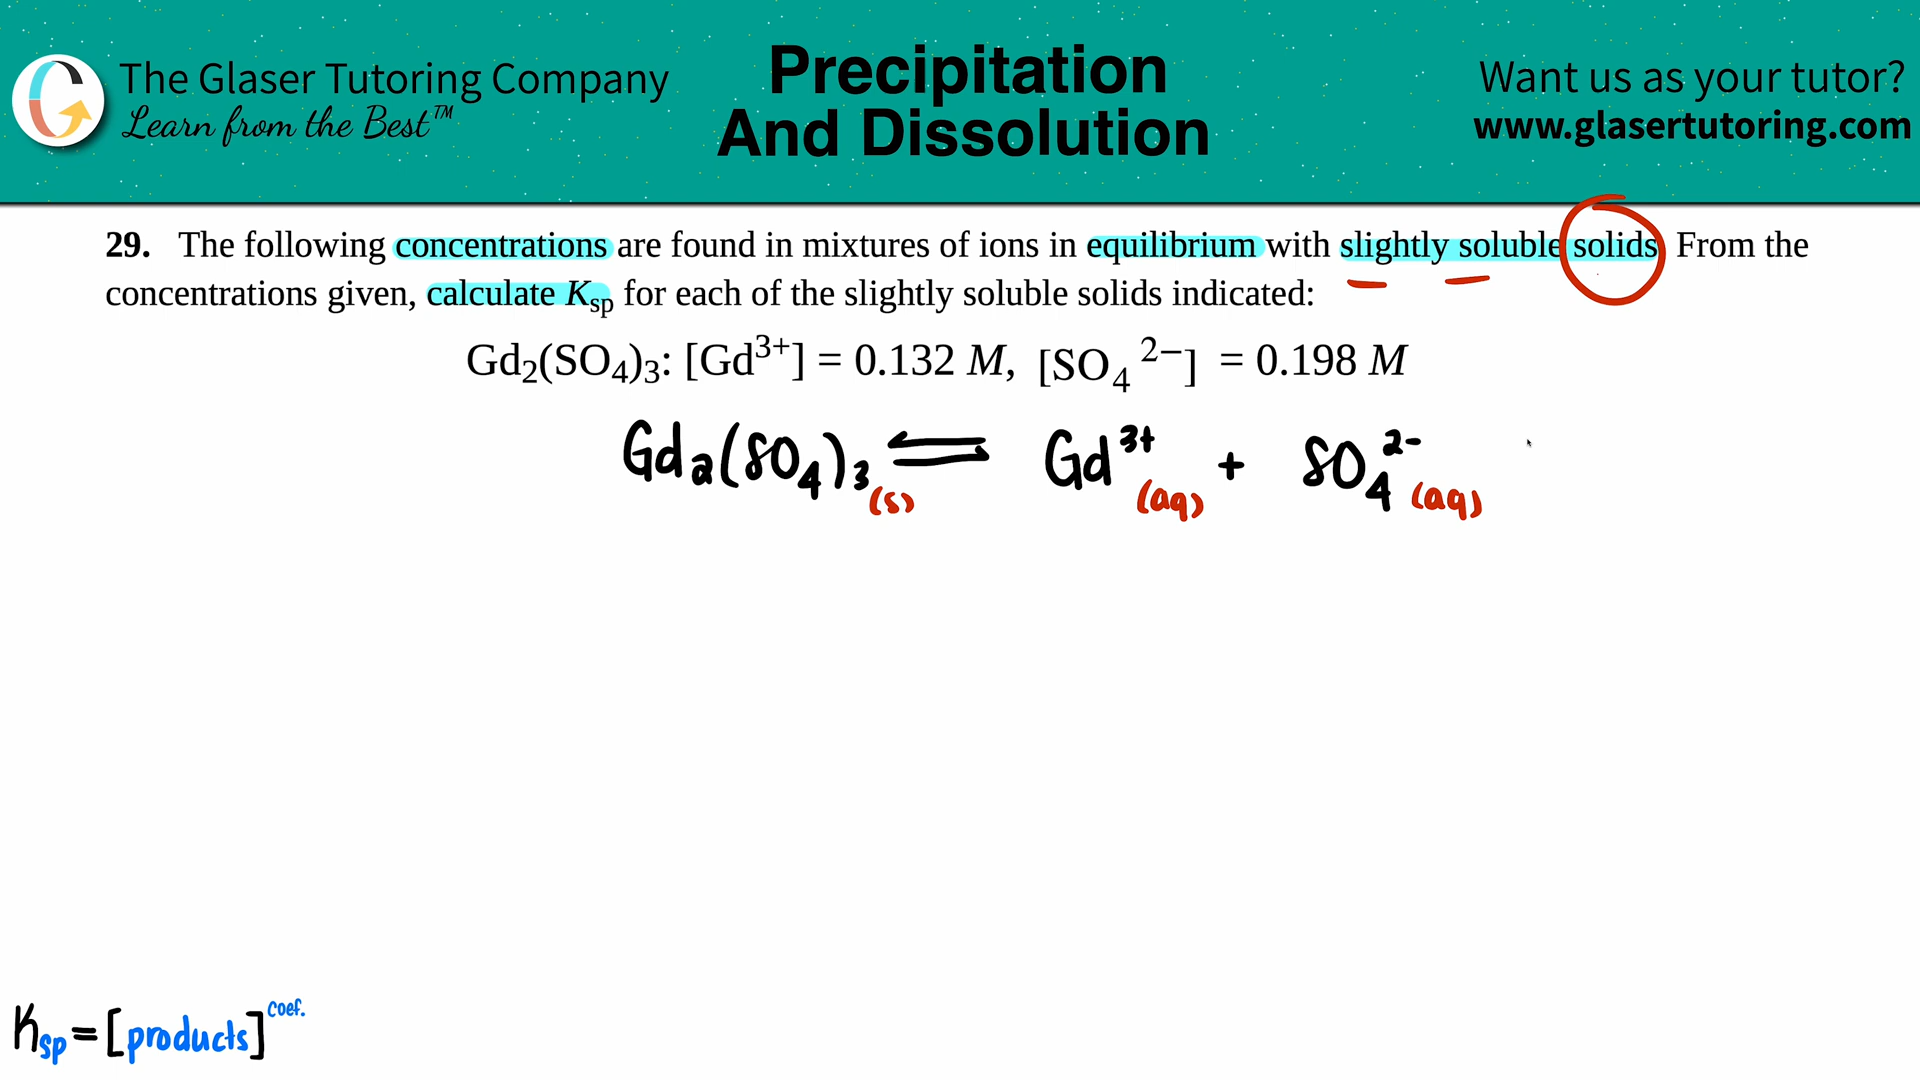 The Glaser Tutoring Company
Learn from the Best™
Precipitation
And Dissolution
Want us as your tutor?
www.glasertutoring.com
29. The following concentrations are found in mixtures of ions in equilibrium with slightly soluble solids. From the
concentrations given, calculate Ksp for each of the slightly soluble solids indicated:
Gd₂(SO₄)₃: [Gd³⁺] = 0.132 M, [SO₄²⁻] = 0.198 M
Gd₂(SO₄)₃(s) ⇌ Gd³⁺(aq) + SO₄²⁻(aq)
Ksp = [products]^coef.